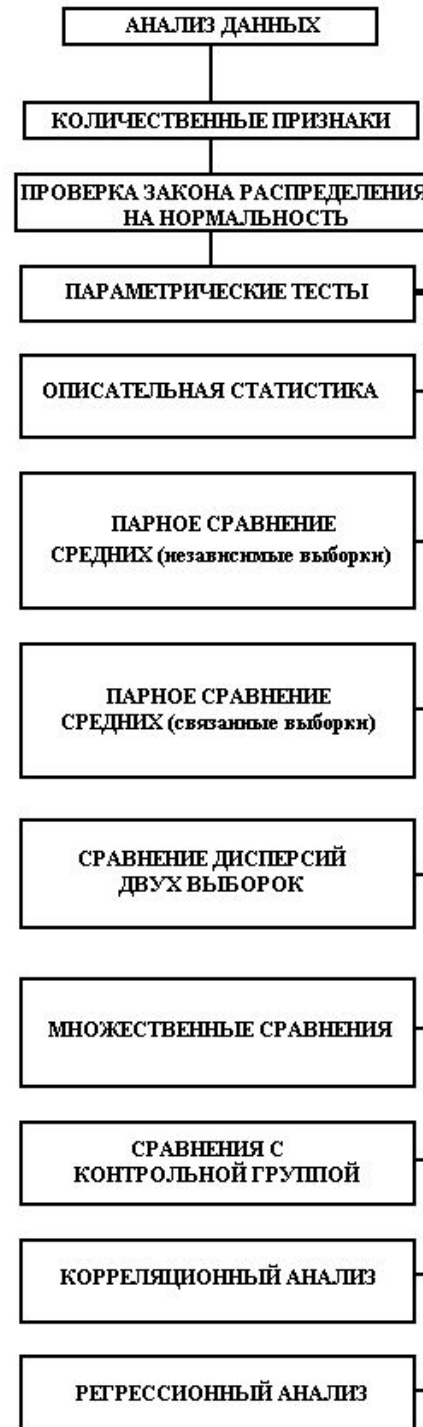 АНАЛИЗ ДАННЫХ
КОЛИЧЕСТВЕННЫЕ ПРИЗНАКИ
ПРОВЕРКА ЗАКОНА РАСПРЕДЕЛЕНИЯ
НА НОРМАЛЬНОСТЬ
ПАРАМЕТРИЧЕСКИЕ ТЕСТЫ
ОПИСАТЕЛЬНАЯ СТАТИСТИКА
ПАРНОЕ СРАВНЕНИЕ
СРЕДНИХ (независимые выборки)
ПАРНОЕ СРАВНЕНИЕ
СРЕДНИХ (связанные выборки)
СРАВНЕНИЕ ДИСПЕРСИЙ
ДВУХ ВЫБОРОК
МНОЖЕСТВЕННЫЕ СРАВНЕНИЯ
СРАВНЕНИЯ С
КОНТРОЛЬНОЙ ГРУППОЙ
КОРРЕЛЯЦИОННЫЙ АНАЛИЗ
РЕГРЕССИОННЫЙ АНАЛИЗ